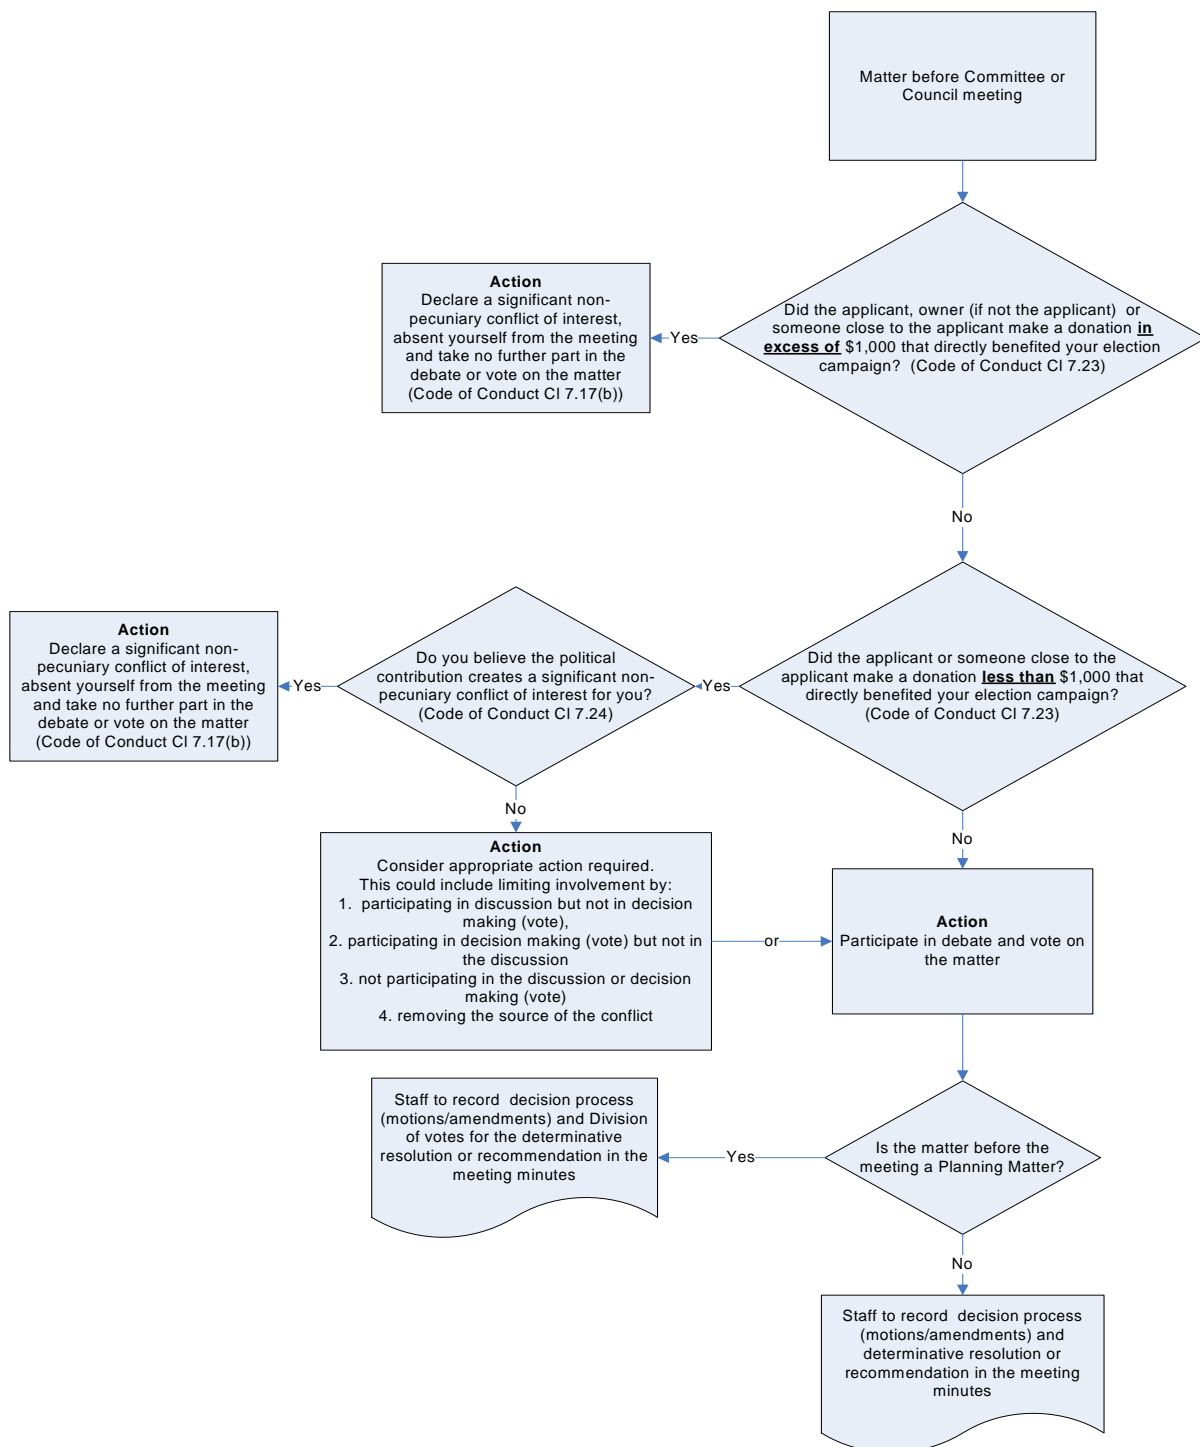 Matter before Committee or
Council meeting
Did the applicant, owner (if not the applicant)  or
someone close to the applicant make a donation in
excess of $1,000 that directly benefited your election
campaign?  (Code of Conduct Cl 7.23)
Yes
Action
Declare a significant non-
pecuniary conflict of interest,
absent yourself from the meeting
and take no further part in the
debate or vote on the matter
(Code of Conduct Cl 7.17(b))
No
Did the applicant or someone close to the
applicant make a donation less than $1,000 that
directly benefited your election campaign?
(Code of Conduct Cl 7.23)
Yes
Do you believe the political
contribution creates a significant non-
pecuniary conflict of interest for you?
(Code of Conduct Cl 7.24)
Yes
Action
Declare a significant non-
pecuniary conflict of interest,
absent yourself from the meeting
and take no further part in the
debate or vote on the matter
(Code of Conduct Cl 7.17(b))
No
Action
Consider appropriate action required.
This could include limiting involvement by:
1.  participating in discussion but not in decision
making (vote),
2. participating in decision making (vote) but not in
the discussion
3. not participating in the discussion or decision
making (vote)
4. removing the source of the conflict
or
No
Action
Participate in debate and vote on
the matter
Is the matter before the
meeting a Planning Matter?
Yes
Staff to record  decision process
(motions/amendments) and Division
of votes for the determinative
resolution or recommendation in the
meeting minutes
No
Staff to record  decision process
(motions/amendments) and
determinative resolution or
recommendation in the meeting
minutes